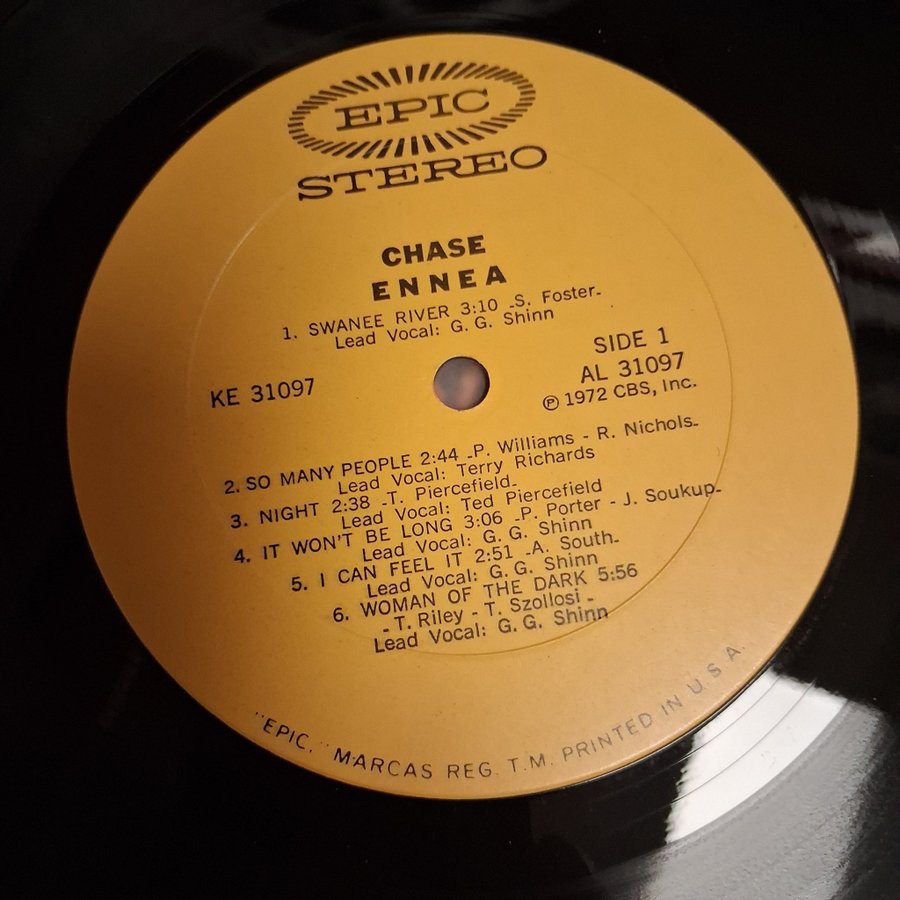 EPIC
STEREO
CHASE
ENNEA
1. SWANEE RIVER 3:10 -S. Foster-
Lead Vocal: G. G. Shinn
SIDE 1
KE 31097
AL 31097
℗ 1972 CBS, Inc.
2. SO MANY PEOPLE 2:44 -P. Williams - R. Nichols-
Lead Vocal: Terry Richards
3. NIGHT 2:38 -T. Piercefield-
Lead Vocal: Ted Piercefield
4. IT WON'T BE LONG 3:06 -P. Porter - J. Soukup-
Lead Vocal: G. G. Shinn
5. I CAN FEEL IT 2:51 -A. South-
Lead Vocal: G. G. Shinn
6. WOMAN OF THE DARK 5:56
- T. Riley - T. Szollosi -
Lead Vocal: G. G. Shinn
"EPIC," MARCAS REG. T.M. PRINTED IN U.S.A.